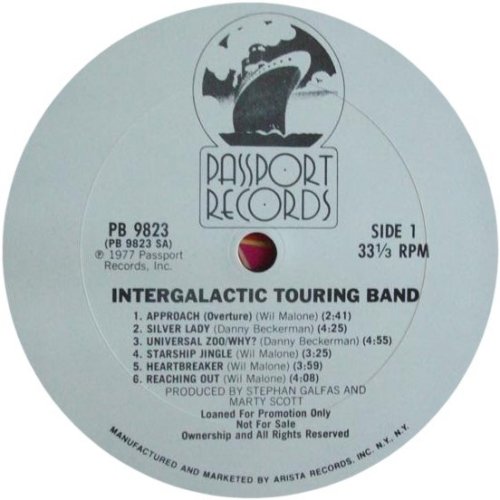 PASSPORT
RECORDS
PB 9823
(PB 9823 SA)
℗ 1977 Passport
Records, Inc.
SIDE 1
33⅓ RPM
INTERGALACTIC TOURING BAND
1. APPROACH (Overture) (Wil Malone) (2:41)
2. SILVER LADY (Danny Beckerman) (4:25)
3. UNIVERSAL ZOO/WHY? (Danny Beckerman) (4:55)
4. STARSHIP JINGLE (Wil Malone) (3:25)
5. HEARTBREAKER (Wil Malone) (3:59)
6. REACHING OUT (Wil Malone) (4:08)
PRODUCED BY STEPHAN GALFAS AND
MARTY SCOTT
Loaned For Promotion Only
Not For Sale
Ownership and All Rights Reserved
MANUFACTURED AND MARKETED BY ARISTA RECORDS, INC. N.Y., N.Y.